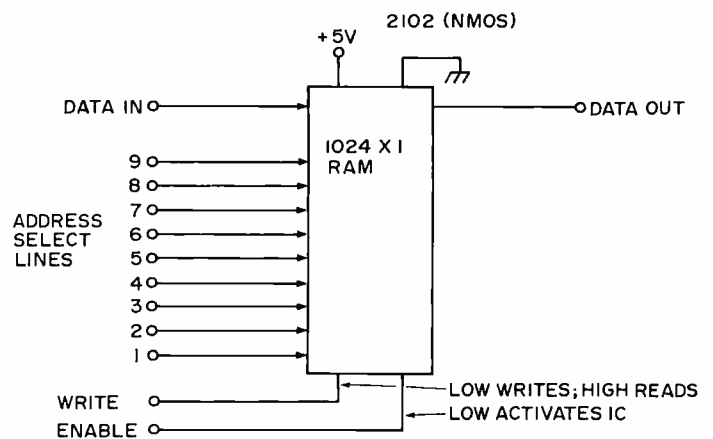 2102 (NMOS)
+5V
DATA IN
DATA OUT
1024 X 1
RAM
9
8
7
ADDRESS
SELECT
LINES
6
5
4
3
2
1
LOW WRITES; HIGH READS
WRITE
LOW ACTIVATES IC
ENABLE